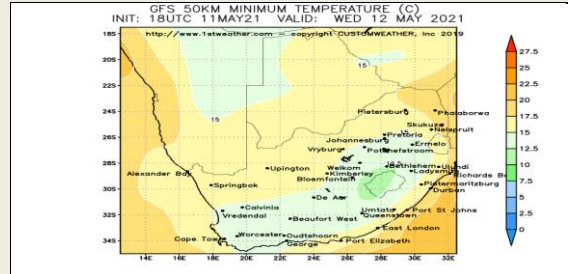 GFS 50KM MINIMUM TEMPERATURE (C)
INIT: 18UTC 11MAY21 VALID: WED 12 MAY 2021
http://www.1stweather.com — copyright CUSTOMWEATHER, Inc 2019
18S
20S
22S
24S
26S
28S
30S
32S
34S
15
15
15
Pietersburg
Phalaborwa
Skukuza
Nelspruit
Pretoria
Johannesburg
Ermelo
Vryburg
Potchefstroom
Welkom
Bethlehem
Ulundi
Alexander Bay
Upington
Kimberley
Ladysmith
Richards B
Bloemfontein
Springbok
Pietermaritzburg
Durban
De Aar
Calvinia
Umtata
Port St Johns
Vredendal
Beaufort West
Queenstown
East London
Worcester
Oudtshoorn
Cape Town
George
Port Elizabeth
14E 16E 18E 20E 22E 24E 26E 28E 30E 32E
27.5
25
22.5
20
17.5
15
12.5
10
7.5
5
2.5
0